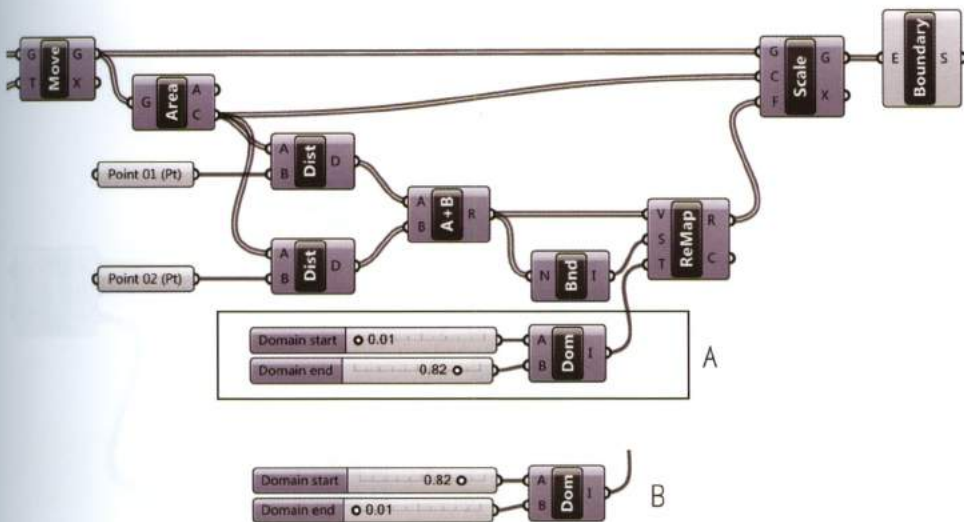 G
T
Move
G
X
G
Area
A
C
Point 01 (Pt)
A
B
Dist
D
Point 02 (Pt)
A
B
Dist
D
A
B
A+B
R
N
Bnd
I
V
S
T
ReMap
R
C
G
C
F
Scale
G
X
E
Boundary
S
Domain start 0.01
Domain end 0.82
A
B
Dom
I
A
Domain start 0.82
Domain end 0.01
A
B
Dom
I
B